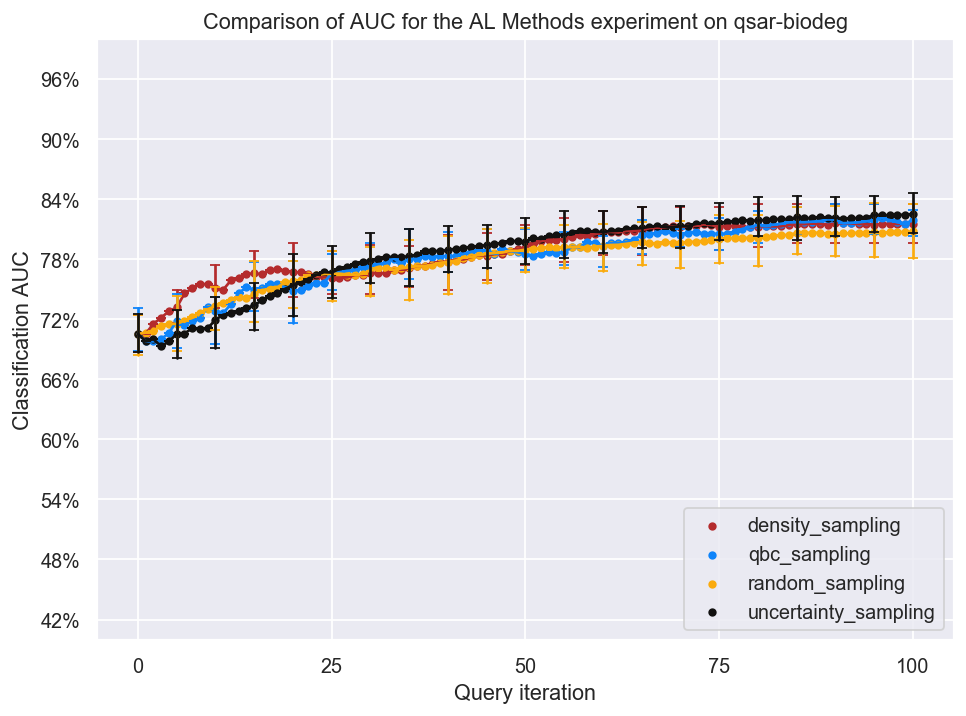 Comparison of AUC for the AL Methods experiment on qsar-biodeg
Classification AUC
96%
90%
84%
78%
72%
66%
60%
54%
48%
42%
density_sampling
qbc_sampling
random_sampling
uncertainty_sampling
0 25 50 75 100
Query iteration